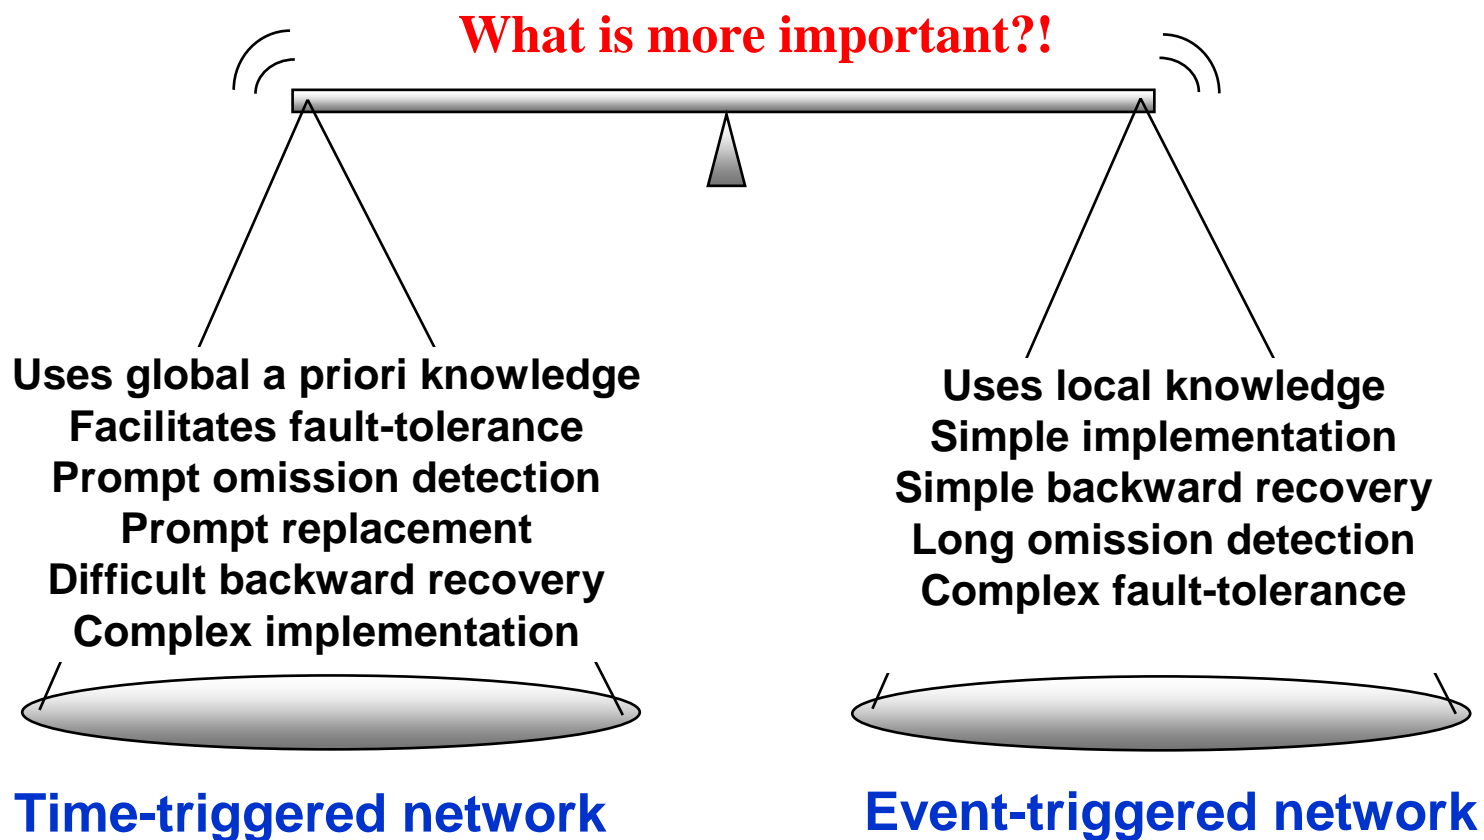 What is more important?!
Uses global a priori knowledge
Facilitates fault-tolerance
Prompt omission detection
Prompt replacement
Difficult backward recovery
Complex implementation
Time-triggered network
Uses local knowledge
Simple implementation
Simple backward recovery
Long omission detection
Complex fault-tolerance
Event-triggered network